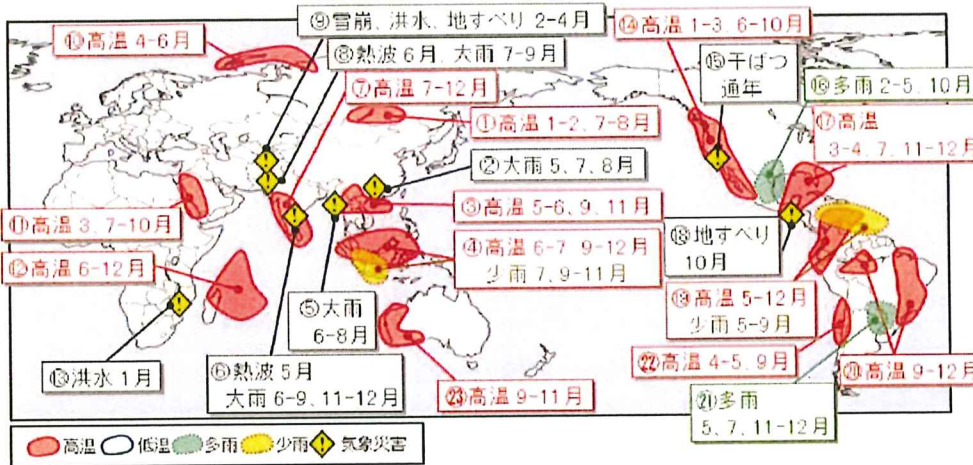 ⑨雪崩、洪水、地すべり 2-4月
⑧熱波 6月、大雨 7-9月
⑩高温 4-6月
⑦高温 7-12月
①高温 1-2、7-8月
②大雨 5、7、8月
③高温 5-6、9、11月
④高温 6-7 9-12月
少雨 7、9-11月
⑪高温 3、7-10月
⑫高温 6-12月
⑬洪水 1月
⑤大雨
6-8月
⑥熱波 5月
大雨 6-9、11-12月
㉓高温 9-11月
⑭高温 1-3、6-10月
⑮干ばつ
通年
⑯多雨 2-5、10月
⑰高温
3-4、7、11-12月
⑱地すべり
10月
⑲高温 5-12月
少雨 5-9月
㉒高温 4-5、9月
⑳高温 9-12月
㉑多雨
5、7、11-12月
高温 低温 多雨 少雨 気象災害